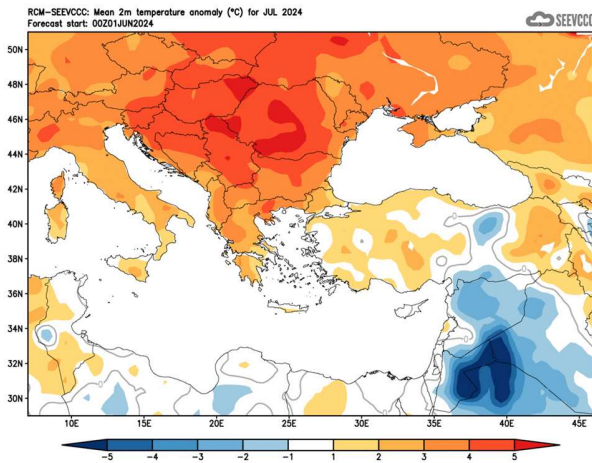 RCM-SEEVCCC: Mean 2m temperature anomaly (°C) for JUL 2024
Forecast start: 00Z01JUN2024
SEEVCCC
50N
48N
46N
44N
42N
40N
38N
36N
34N
32N
30N
10E 15E 20E 25E 30E 35E 40E 45E
-5 -4 -3 -2 -1 1 2 3 4 5